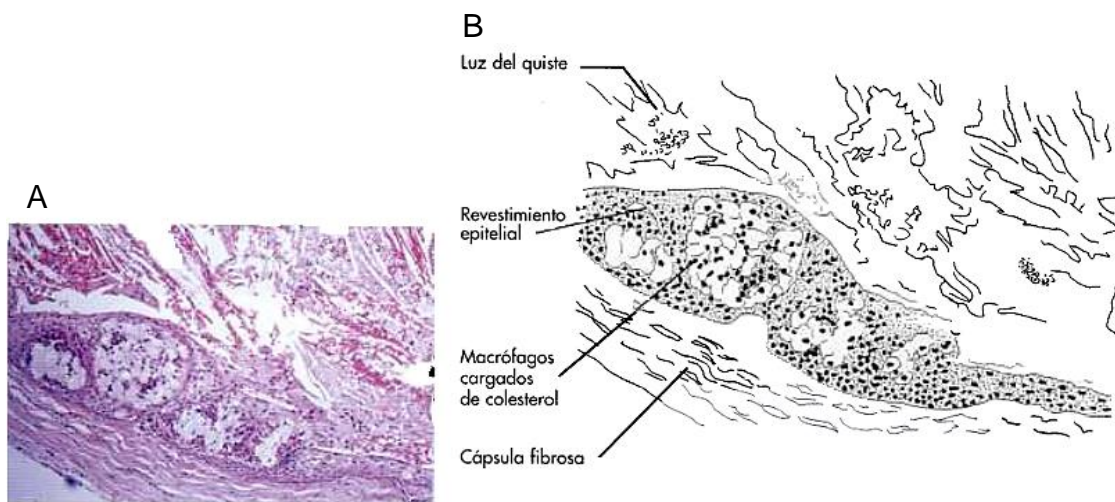 B
Luz del quiste
A
Revestimiento
epitelial
Macrófagos
cargados
de colesterol
Cápsula fibrosa